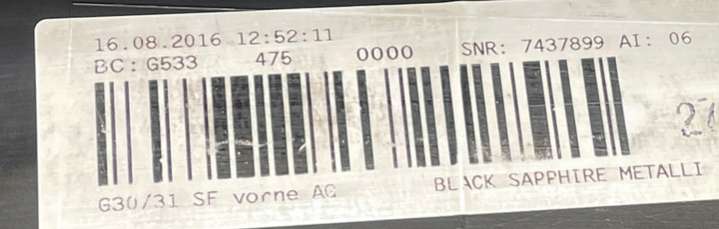 16.08.2016 12:52:11
BC: G533 475 0000 SNR: 7437899 AI: 06
G30/31 SF vorne AG BLACK SAPPHIRE METALLI